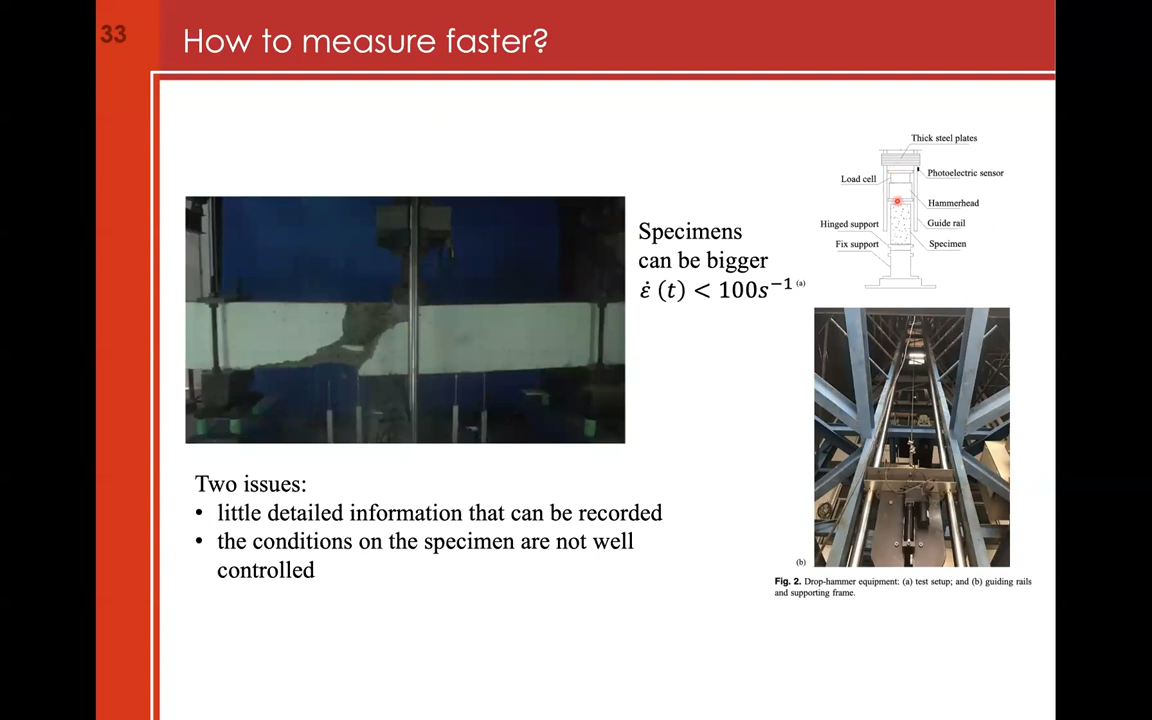 33
How to measure faster?
Specimens
can be bigger
ε̇ (t) < 100s⁻¹
Two issues:
• little detailed information that can be recorded
• the conditions on the specimen are not well
controlled
Thick steel plates
Photoelectric sensor
Load cell
Hammerhead
Hinged support
Guide rail
Fix support
Specimen
(a)
(b)
Fig. 2. Drop-hammer equipment: (a) test setup; and (b) guiding rails
and supporting frame.